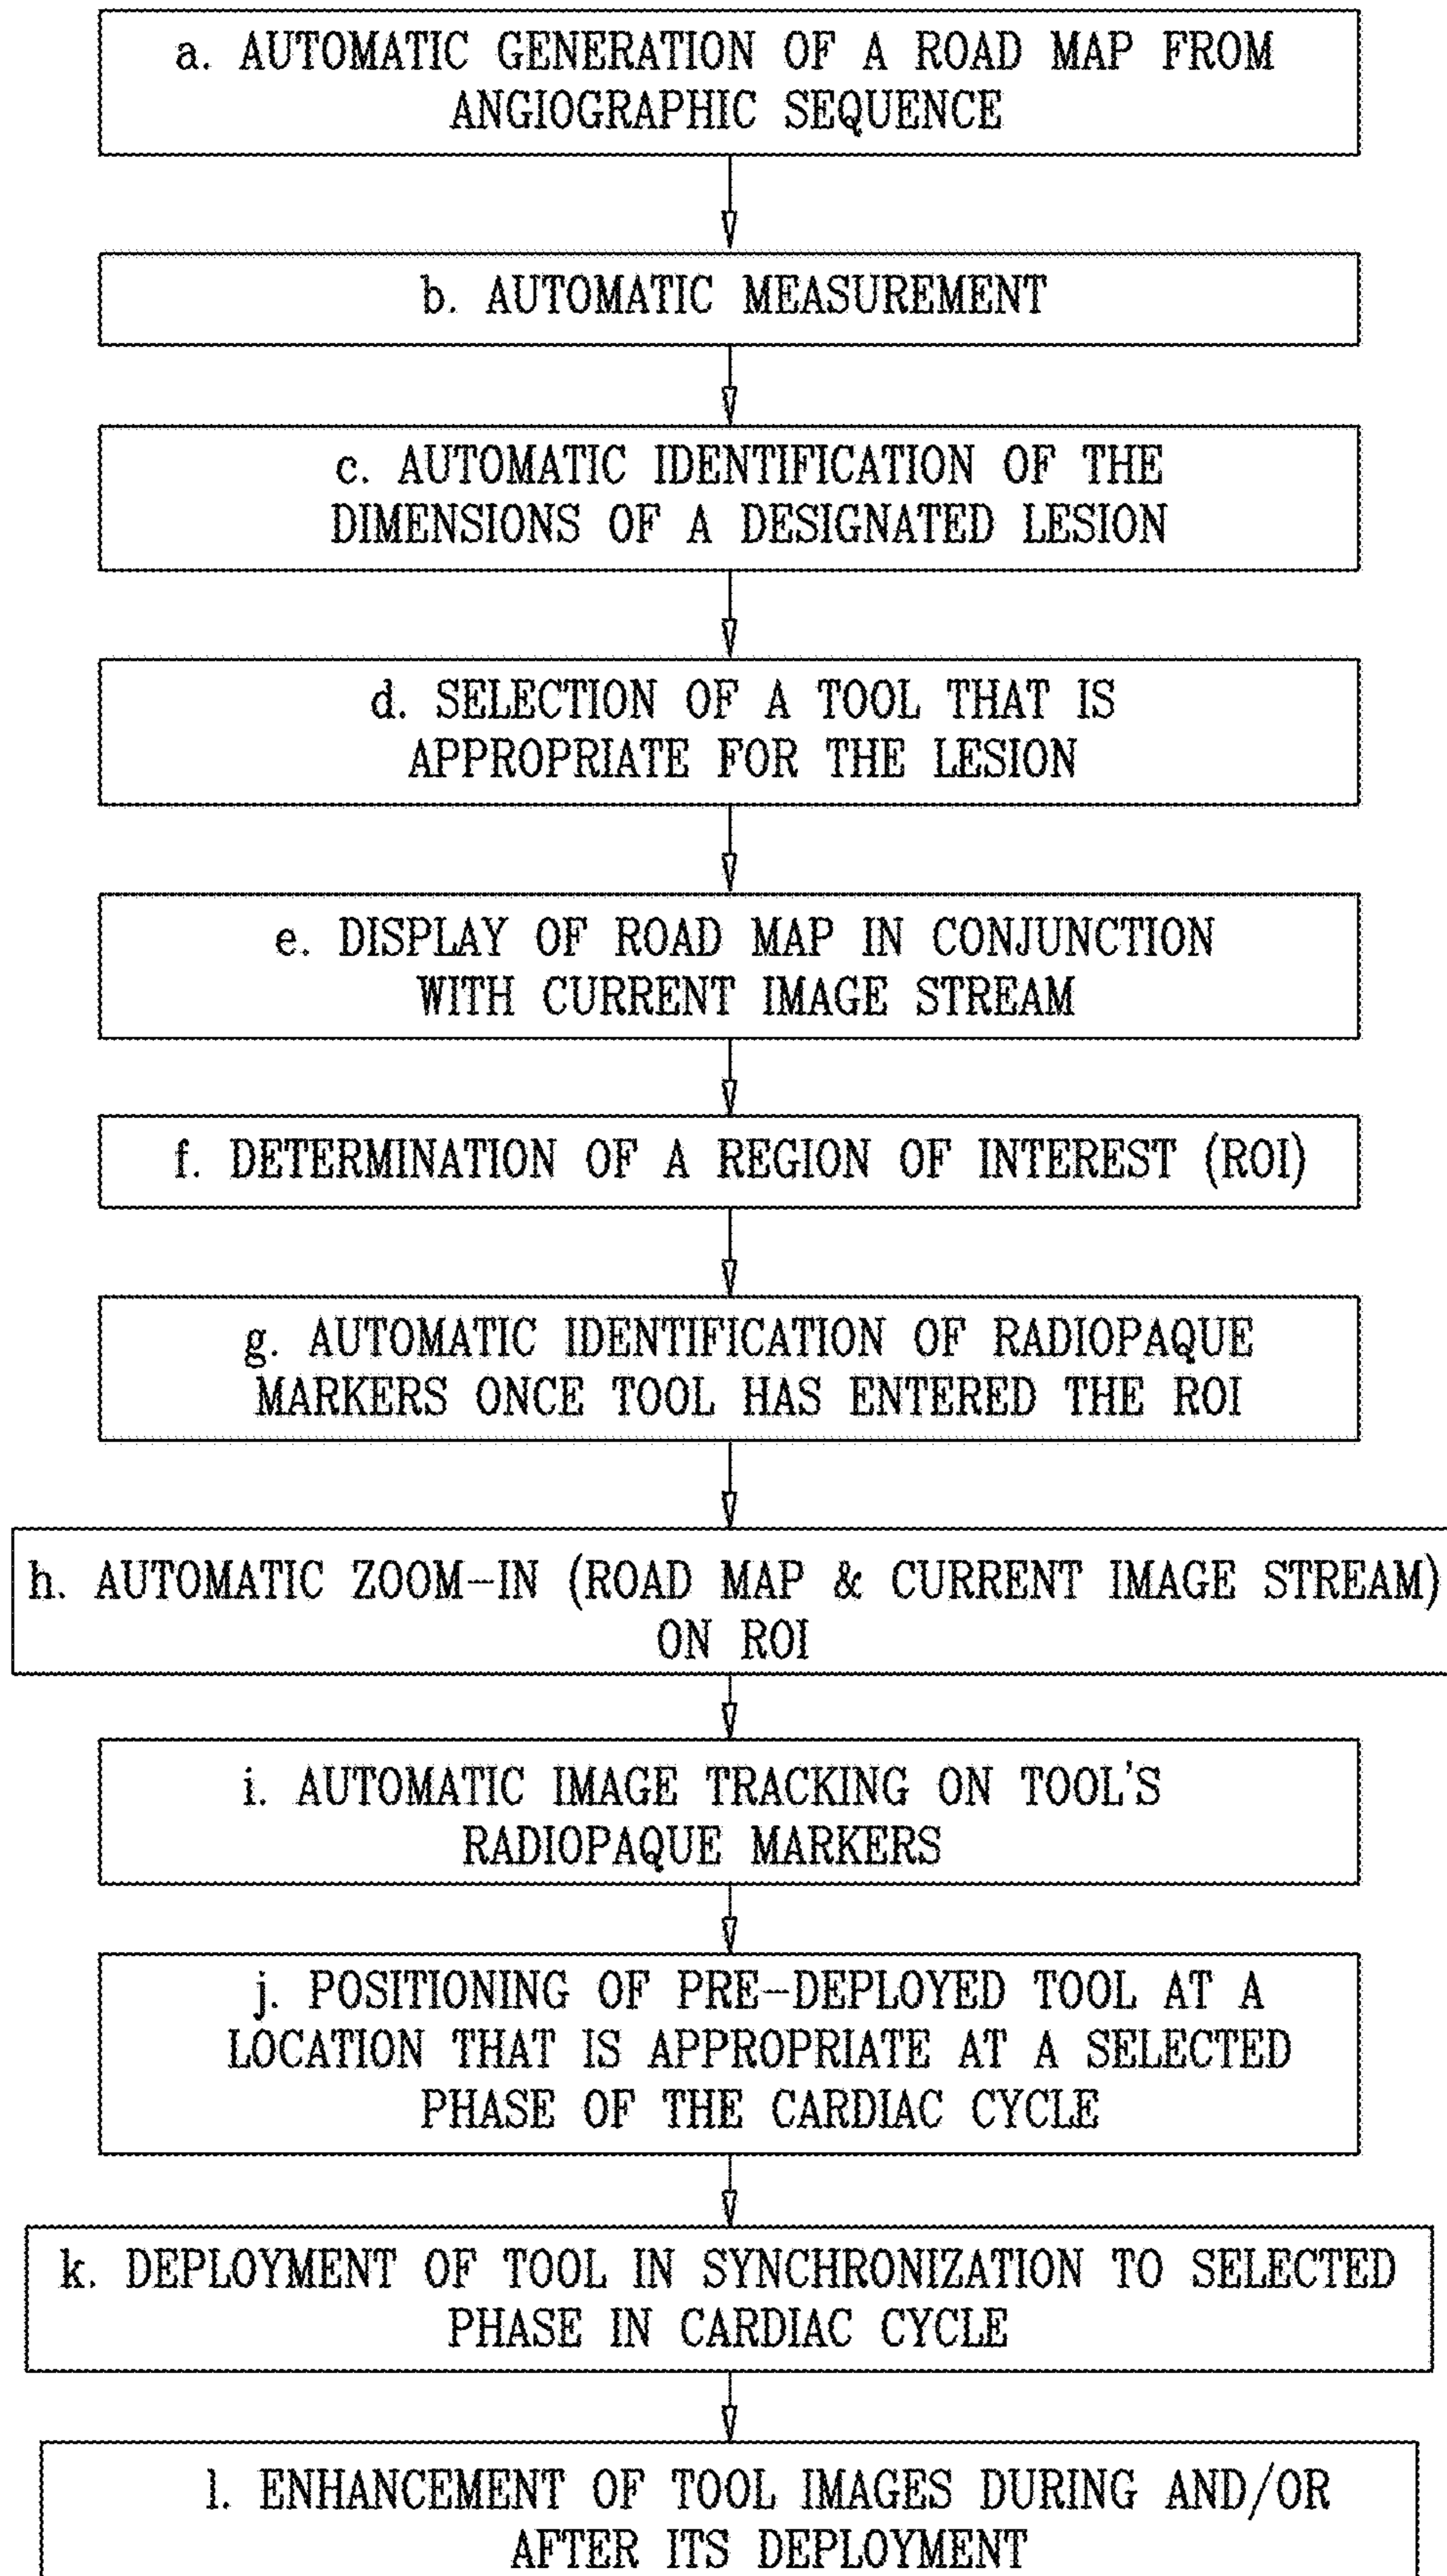 a. AUTOMATIC GENERATION OF A ROAD MAP FROM
ANGIOGRAPHIC SEQUENCE
b. AUTOMATIC MEASUREMENT
c. AUTOMATIC IDENTIFICATION OF THE
DIMENSIONS OF A DESIGNATED LESION
d. SELECTION OF A TOOL THAT IS
APPROPRIATE FOR THE LESION
e. DISPLAY OF ROAD MAP IN CONJUNCTION
WITH CURRENT IMAGE STREAM
f. DETERMINATION OF A REGION OF INTEREST (ROI)
g. AUTOMATIC IDENTIFICATION OF RADIOPAQUE
MARKERS ONCE TOOL HAS ENTERED THE ROI
h. AUTOMATIC ZOOM-IN (ROAD MAP & CURRENT IMAGE STREAM)
ON ROI
i. AUTOMATIC IMAGE TRACKING ON TOOL'S
RADIOPAQUE MARKERS
j. POSITIONING OF PRE-DEPLOYED TOOL AT A
LOCATION THAT IS APPROPRIATE AT A SELECTED
PHASE OF THE CARDIAC CYCLE
k. DEPLOYMENT OF TOOL IN SYNCHRONIZATION TO SELECTED
PHASE IN CARDIAC CYCLE
l. ENHANCEMENT OF TOOL IMAGES DURING AND/OR
AFTER ITS DEPLOYMENT